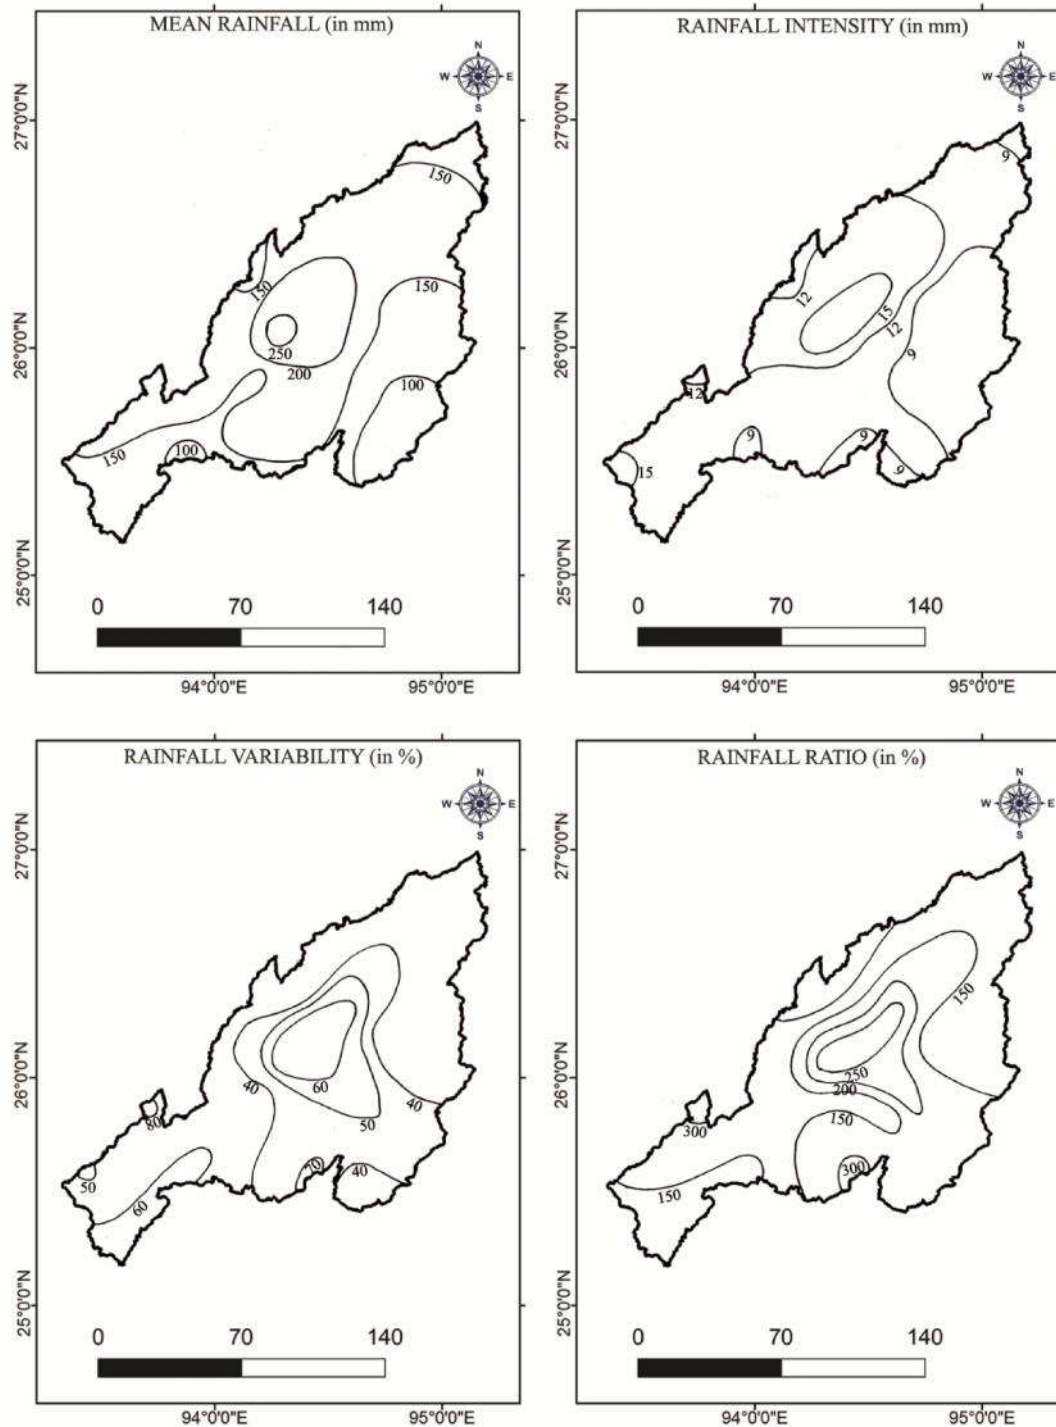 MEAN RAINFALL (in mm)
N
W E
S
27°0'0"N
26°0'0"N
25°0'0"N
150
150
150
250
200
100
150
100
0 70 140
94°0'0"E 95°0'0"E
RAINFALL INTENSITY (in mm)
N
W E
S
27°0'0"N
26°0'0"N
25°0'0"N
9
12
15
12
9
12
9
9
9
15
0 70 140
94°0'0"E 95°0'0"E
RAINFALL VARIABILITY (in %)
N
W E
S
27°0'0"N
26°0'0"N
25°0'0"N
40
60
40
80
50
70
40
50
60
0 70 140
94°0'0"E 95°0'0"E
RAINFALL RATIO (in %)
N
W E
S
27°0'0"N
26°0'0"N
25°0'0"N
150
250
200
150
300
300
150
0 70 140
94°0'0"E 95°0'0"E